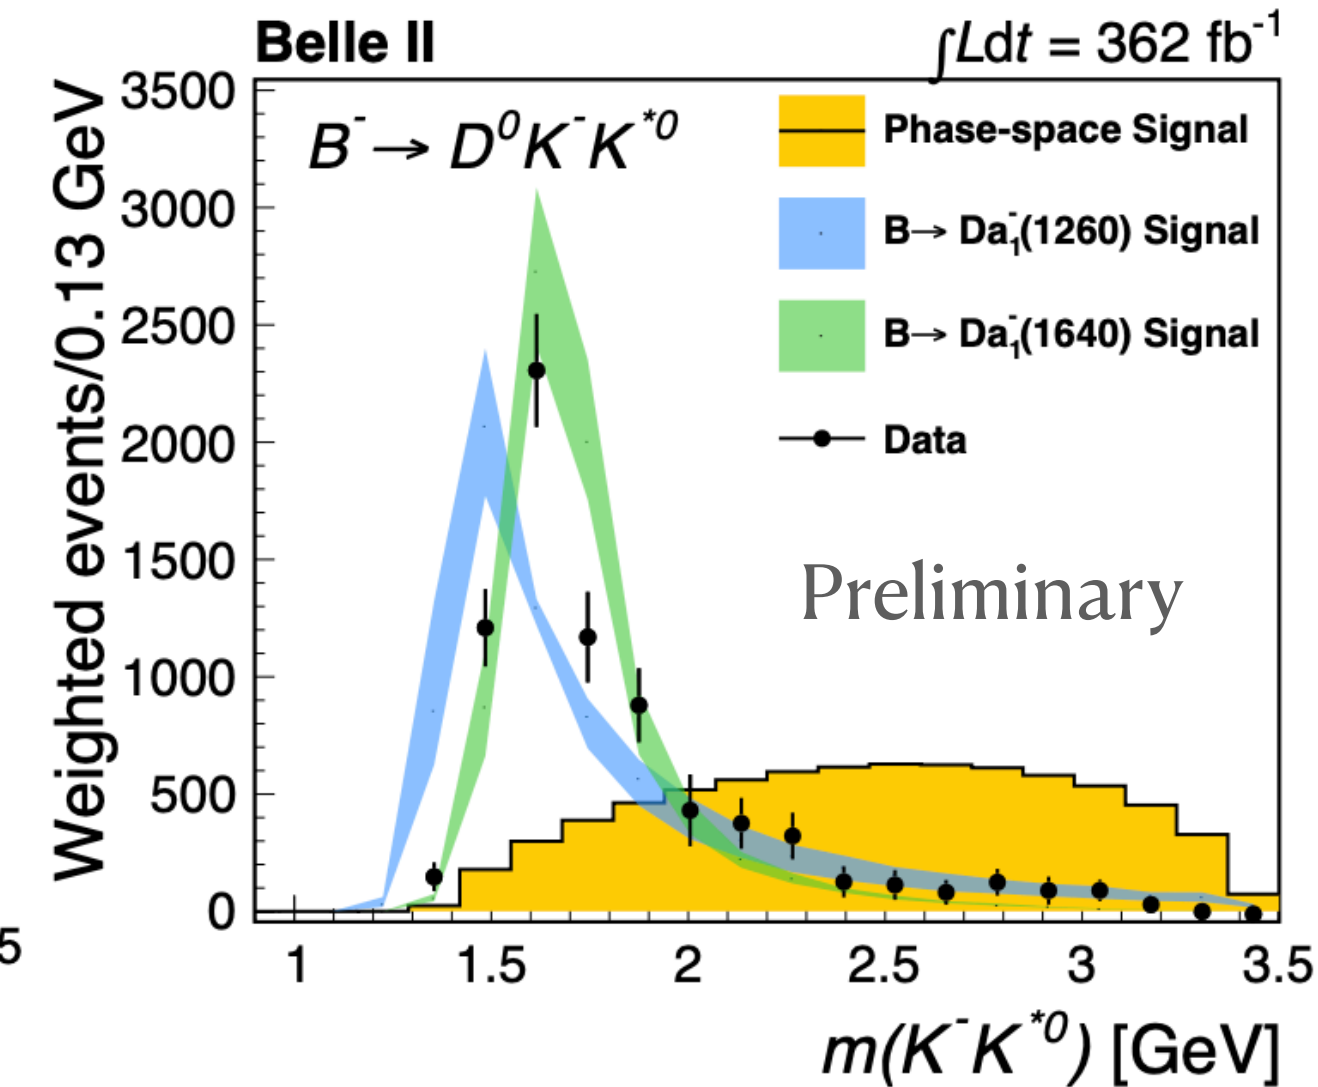 Belle II ∫Ldt = 362 fb⁻¹
B⁻ → D⁰K⁻K*⁰
Phase-space Signal
B→ Da₁⁻(1260) Signal
B→ Da₁⁻(1640) Signal
Data
Preliminary
Weighted events/0.13 GeV
3500
3000
2500
2000
1500
1000
500
0
5
1 1.5 2 2.5 3 3.5
m(K⁻K*⁰) [GeV]